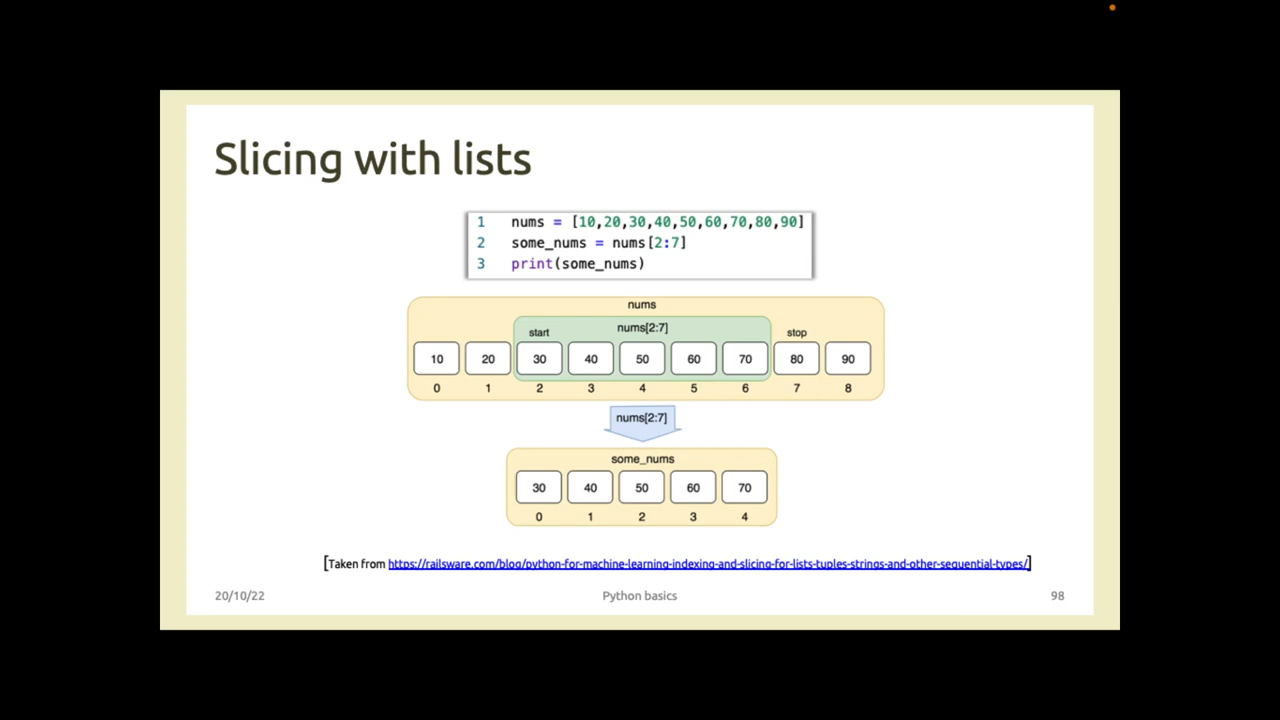 Slicing with lists
1 nums = [10,20,30,40,50,60,70,80,90]
2 some_nums = nums[2:7]
3 print(some_nums)
nums
start nums[2:7] stop
10 20 30 40 50 60 70 80 90
0 1 2 3 4 5 6 7 8
nums[2:7]
some_nums
30 40 50 60 70
0 1 2 3 4
[Taken from https://railsware.com/blog/python-for-machine-learning-indexing-and-slicing-for-lists-tuples-strings-and-other-sequential-types/]
20/10/22 Python basics 98